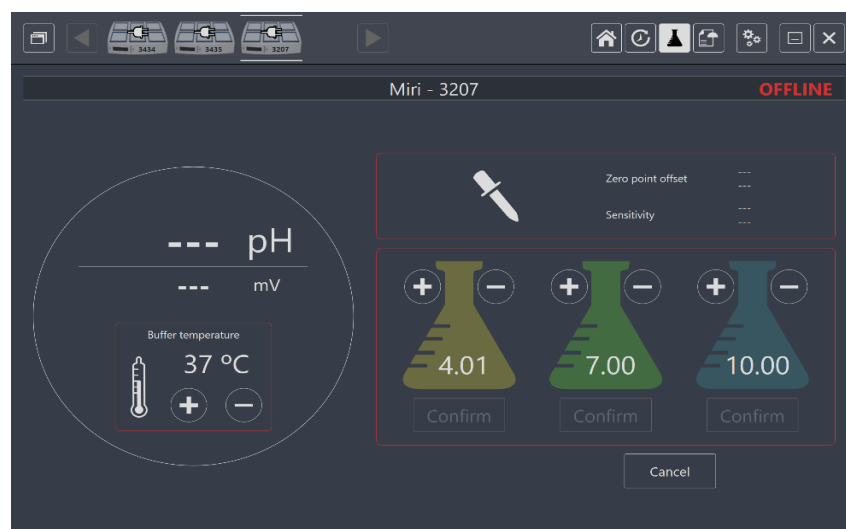 3434
3435
3207
Miri - 3207
OFFLINE
Zero point offset
---
---
Sensitivity
---
---
--- pH
--- mV
Buffer temperature
37 ºC
4.01
7.00
10.00
Confirm
Confirm
Confirm
Cancel